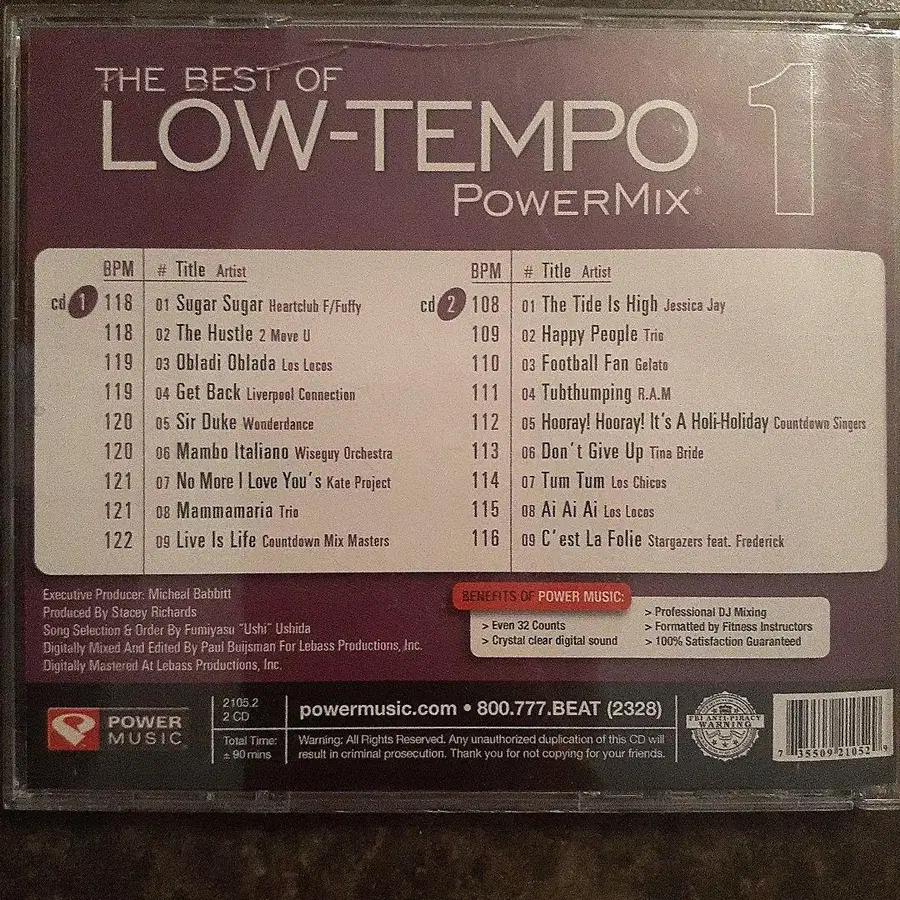 THE BEST OF
LOW-TEMPO 1
POWERMIX®
BPM # Title Artist
cd 1 118 01 Sugar Sugar Heartclub F/Fuffy
118 02 The Hustle 2 Move U
119 03 Obladi Oblada Los Locos
119 04 Get Back Liverpool Connection
120 05 Sir Duke Wonderdance
120 06 Mambo Italiano Wiseguy Orchestra
121 07 No More I Love You's Kate Project
121 08 Mammamaria Trio
122 09 Live Is Life Countdown Mix Masters
BPM # Title Artist
cd 2 108 01 The Tide Is High Jessica Jay
109 02 Happy People Trio
110 03 Football Fan Gelato
111 04 Tubthumping R.A.M
112 05 Hooray! Hooray! It's A Holi-Holiday Countdown Singers
113 06 Don't Give Up Tina Bride
114 07 Tum Tum Los Chicos
115 08 Ai Ai Ai Los Locos
116 09 C'est La Folie Stargazers feat. Frederick
Executive Producer: Micheal Babbitt
Produced By Stacey Richards
Song Selection & Order By Fumiyasu "Ushi" Ushida
Digitally Mixed And Edited By Paul Buijsman For Lebass Productions, Inc.
Digitally Mastered At Lebass Productions, Inc.
BENEFITS OF POWER MUSIC:
> Even 32 Counts
> Crystal clear digital sound
> Professional DJ Mixing
> Formatted by Fitness Instructors
> 100% Satisfaction Guaranteed
POWER
MUSIC
2105.2
2 CD
Total Time:
± 90 mins
powermusic.com • 800.777.BEAT (2328)
Warning: All Rights Reserved. Any unauthorized duplication of this CD will
result in criminal prosecution. Thank you for not copying for your friends.
FBI ANTI-PIRACY
WARNING
7 35509 21052 9